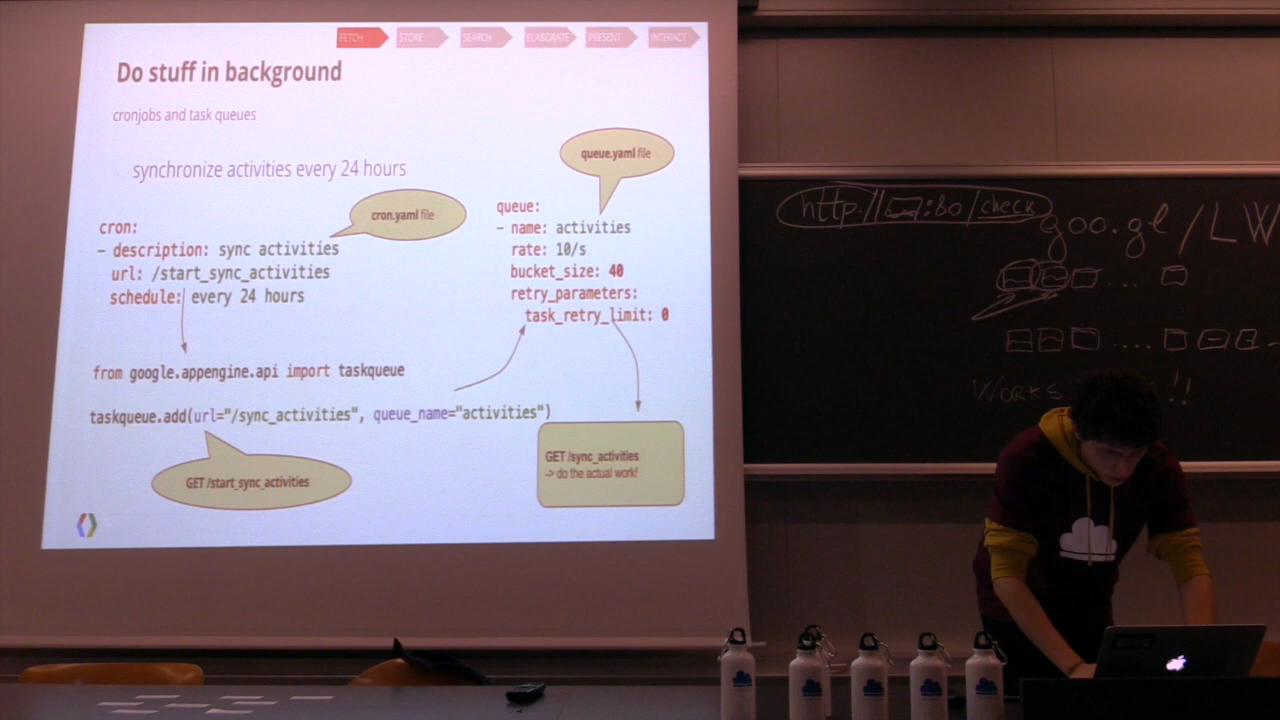 FETCH
STORE
SEARCH
ELABORATE
PRESENT
INTERACT
Do stuff in background
cronjobs and task queues
synchronize activities every 24 hours
cron.yaml file
cron:
- description: sync activities
url: /start_sync_activities
schedule: every 24 hours
queue.yaml file
queue:
- name: activities
rate: 10/s
bucket_size: 40
retry_parameters:
task_retry_limit: 0
from google.appengine.api import taskqueue
taskqueue.add(url="/sync_activities", queue_name="activities")
GET /start_sync_activities
GET /sync_activities
-> do the actual work!
http://
:80/check
goo.gl/LW
....
....
WORKS
!!